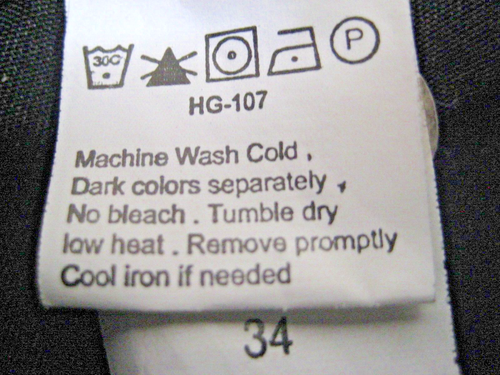 30C P
HG-107
Machine Wash Cold ,
Dark colors separately ,
No bleach . Tumble dry
low heat . Remove promptly
Cool iron if needed
34